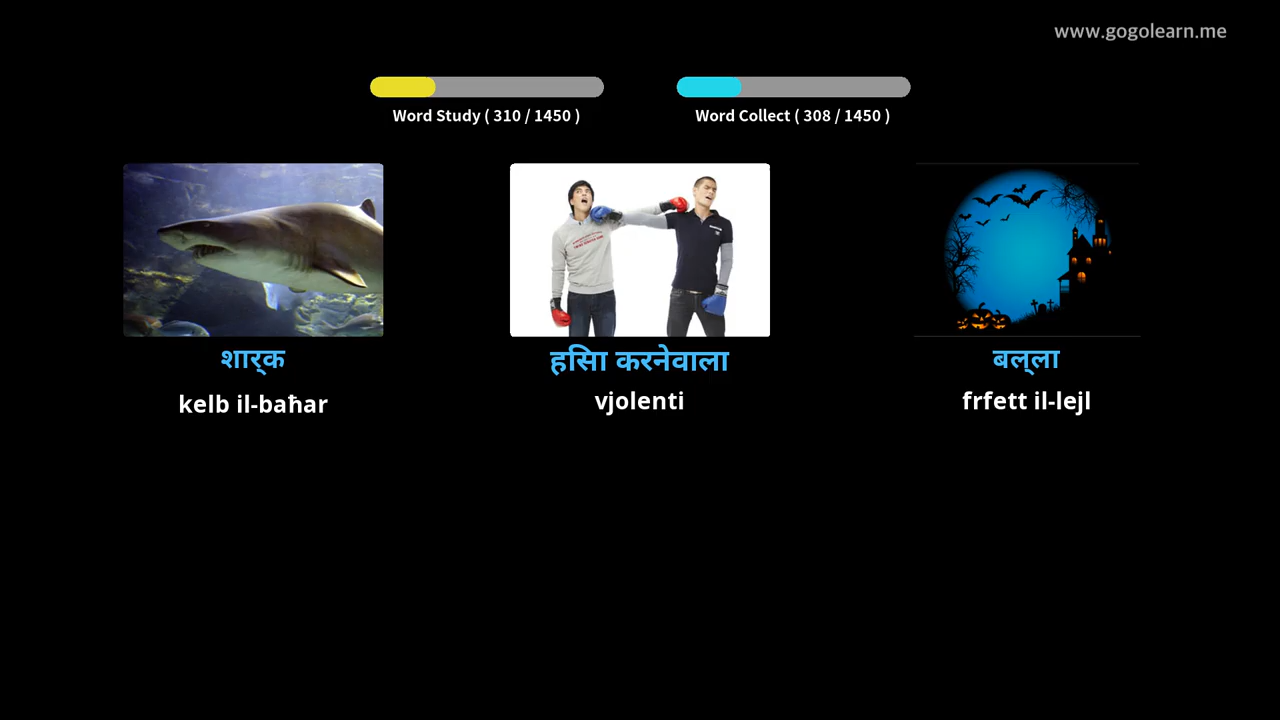 www.gogolearn.me
Word Study ( 310 / 1450 )
Word Collect ( 308 / 1450 )
शार्‌क
हसिा करनेवाला
बल्‌ला
kelb il-baħar
vjolenti
frfett il-lejl